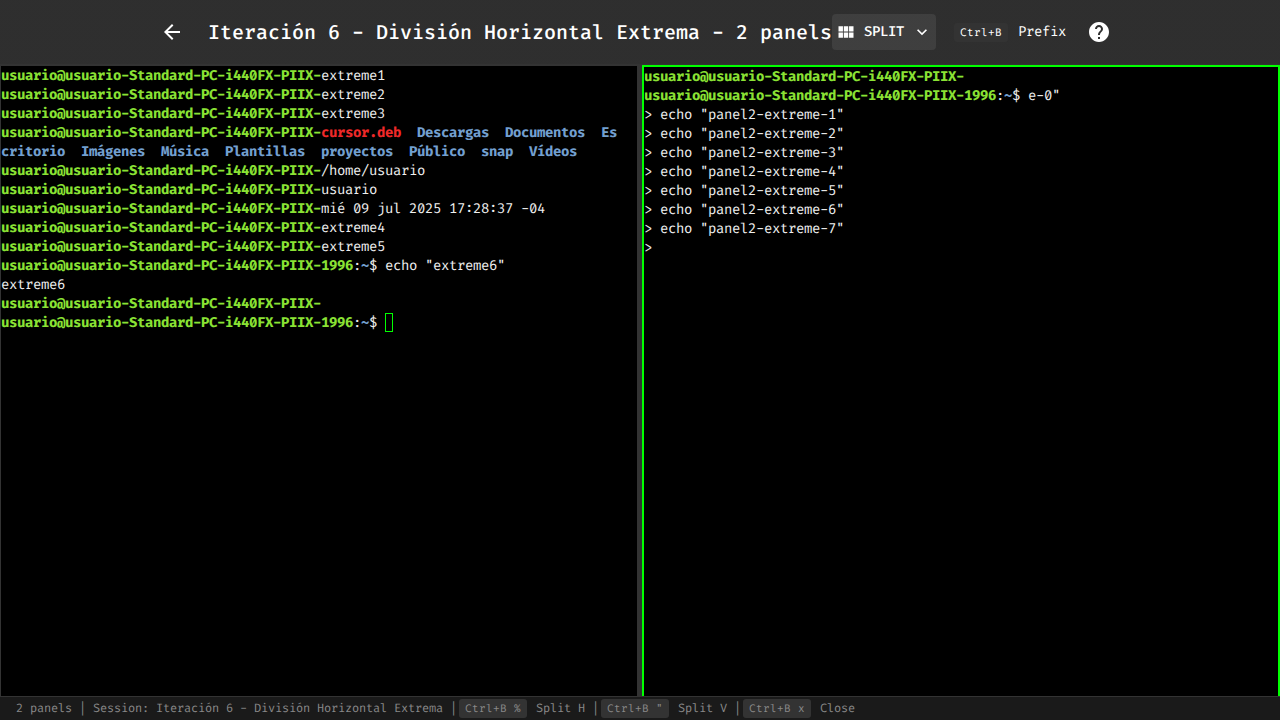 Iteración 6 - División Horizontal Extrema - 2 panels SPLIT Ctrl+B Prefix
usuario@usuario-Standard-PC-i440FX-PIIX-extreme1
usuario@usuario-Standard-PC-i440FX-PIIX-extreme2
usuario@usuario-Standard-PC-i440FX-PIIX-extreme3
usuario@usuario-Standard-PC-i440FX-PIIX-cursor.deb  Descargas  Documentos  Es
critorio  Imágenes  Música  Plantillas  proyectos  Público  snap  Vídeos
usuario@usuario-Standard-PC-i440FX-PIIX-/home/usuario
usuario@usuario-Standard-PC-i440FX-PIIX-usuario
usuario@usuario-Standard-PC-i440FX-PIIX-mié 09 jul 2025 17:28:37 -04
usuario@usuario-Standard-PC-i440FX-PIIX-extreme4
usuario@usuario-Standard-PC-i440FX-PIIX-extreme5
usuario@usuario-Standard-PC-i440FX-PIIX-1996:~$ echo "extreme6"
extreme6
usuario@usuario-Standard-PC-i440FX-PIIX-
usuario@usuario-Standard-PC-i440FX-PIIX-1996:~$
usuario@usuario-Standard-PC-i440FX-PIIX-
usuario@usuario-Standard-PC-i440FX-PIIX-1996:~$ e-0"
> echo "panel2-extreme-1"
> echo "panel2-extreme-2"
> echo "panel2-extreme-3"
> echo "panel2-extreme-4"
> echo "panel2-extreme-5"
> echo "panel2-extreme-6"
> echo "panel2-extreme-7"
>
2 panels | Session: Iteración 6 - División Horizontal Extrema | Ctrl+B % Split H | Ctrl+B " Split V | Ctrl+B x Close